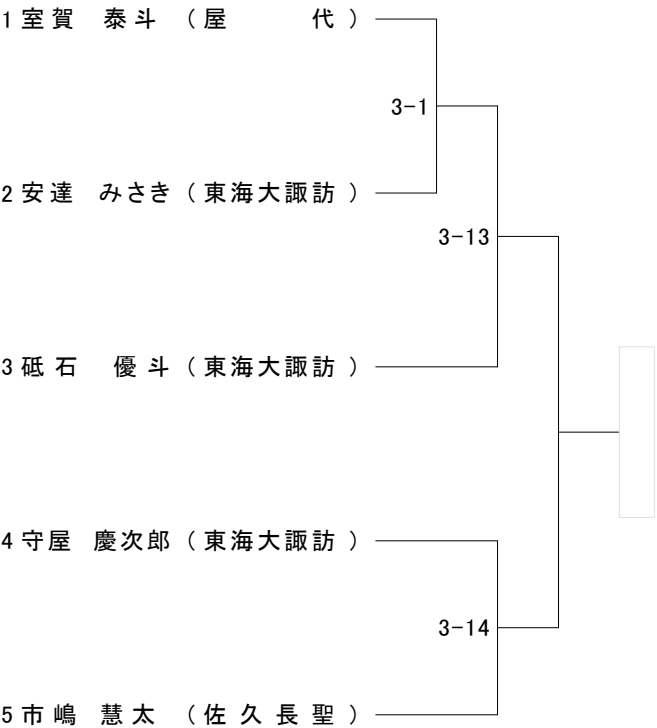 1 室賀 泰斗 (屋 代)
3-1
2 安達 みさき (東海大諏訪)
3-13
3 砥石 優斗 (東海大諏訪)
4 守屋 慶次郎 (東海大諏訪)
3-14
5 市嶋 慧太 (佐久長聖)